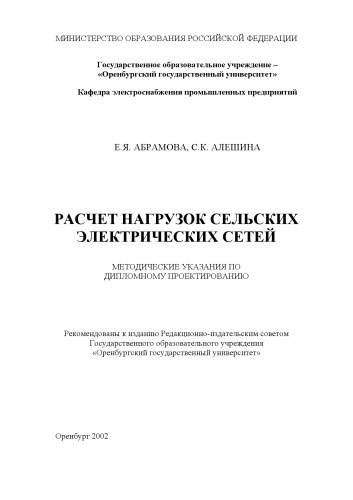 МИНИСТЕРСТВО ОБРАЗОВАНИЯ РОССИЙСКОЙ ФЕДЕРАЦИИ
Государственное образовательное учреждение –
«Оренбургский государственный университет»
Кафедра электроснабжения промышленных предприятий
Е.Я. АБРАМОВА, С.К. АЛЕШИНА
РАСЧЕТ НАГРУЗОК СЕЛЬСКИХ
ЭЛЕКТРИЧЕСКИХ СЕТЕЙ
МЕТОДИЧЕСКИЕ УКАЗАНИЯ ПО
ДИПЛОМНОМУ ПРОЕКТИРОВАНИЮ
Рекомендованы к изданию Редакционно-издательским советом
Государственного образовательного учреждения
«Оренбургский государственный университет»
Оренбург 2002